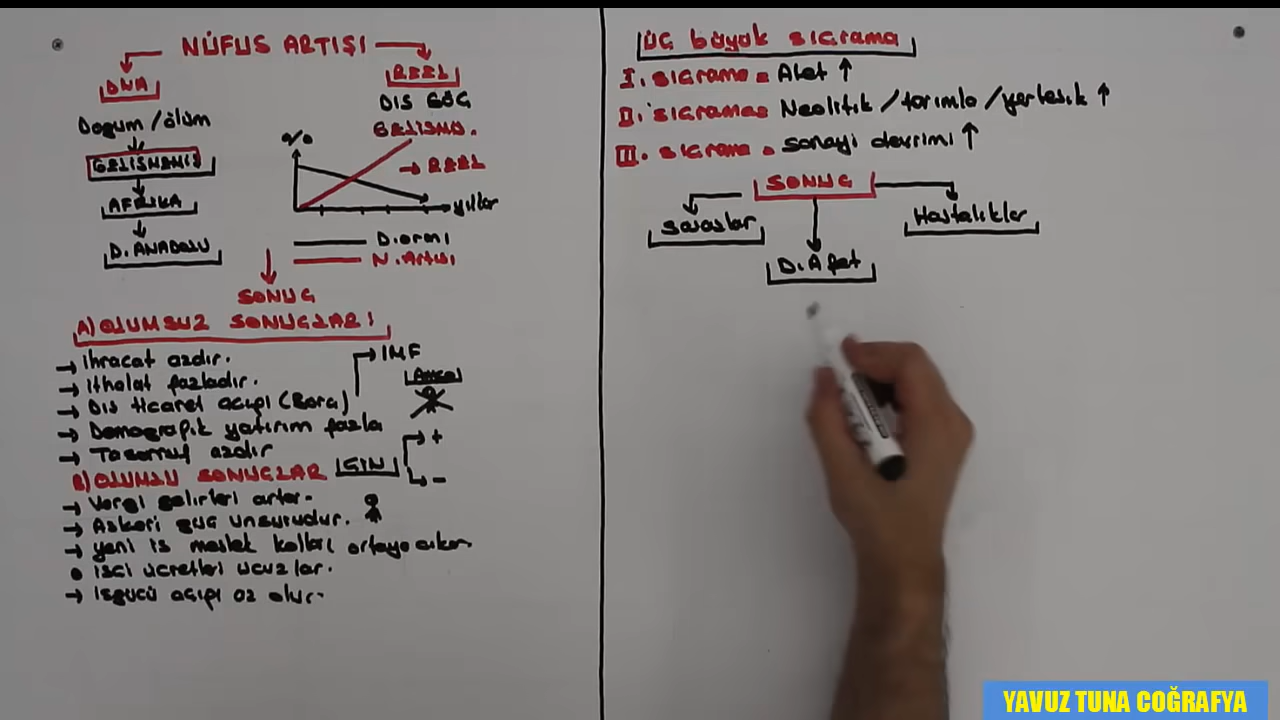 NÜFUS ARTIŞI
DNA
REEL
Doğum / ölüm
DIŞ GÖÇ
GELİŞMEMİŞ
GELİŞMİŞ.
%
→ REEL
AFRİKA
yıllar
D. ANADOLU
D. oranı
N. Artışı
SONUÇ
A) OLUMSUZ SONUÇLARI
→ ihracat azdır.
→ IMF
→ ithalat fazladır.
→ Dış ticaret açığı (Borç)
→ Demografik yatırım fazla
→ Tasarruf azdır
+
B) OLUMLU SONUÇLAR
ÇİN
-
→ Vergi gelirleri artar.
→ Askeri güç unsurudur.
→ yeni iş meslek kolları ortaya çıkar.
• işçi ücretleri ucuzlar.
→ işgücü açığı az olur.
ÜÇ büyük sıçrama
I. sıçrama = Alet ↑
II. sıçrama = Neolitik / tarımla / yerleşik ↑
III. sıçrama = sanayi devrimi ↑
SONUÇ
Savaşlar
Hastalıklar
D. Afet
YAVUZ TUNA COĞRAFYA